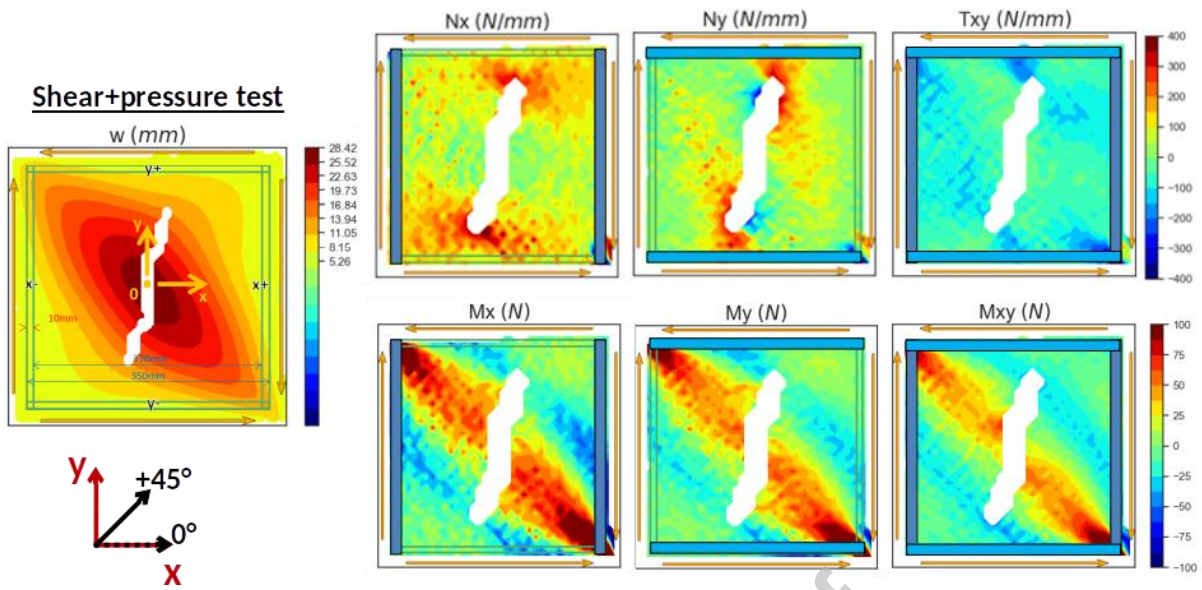 Shear+pressure test
w (mm)
28.42
25.52
22.63
19.73
16.84
13.94
11.05
8.15
5.26
y+
y
x-
0
x
x+
10mm
350mm
y-
y
+45°
0°
x
Nx (N/mm)
Ny (N/mm)
Txy (N/mm)
400
300
200
100
0
-100
-200
-300
-400
Mx (N)
My (N)
Mxy (N)
100
75
50
25
0
-25
-50
-75
-100